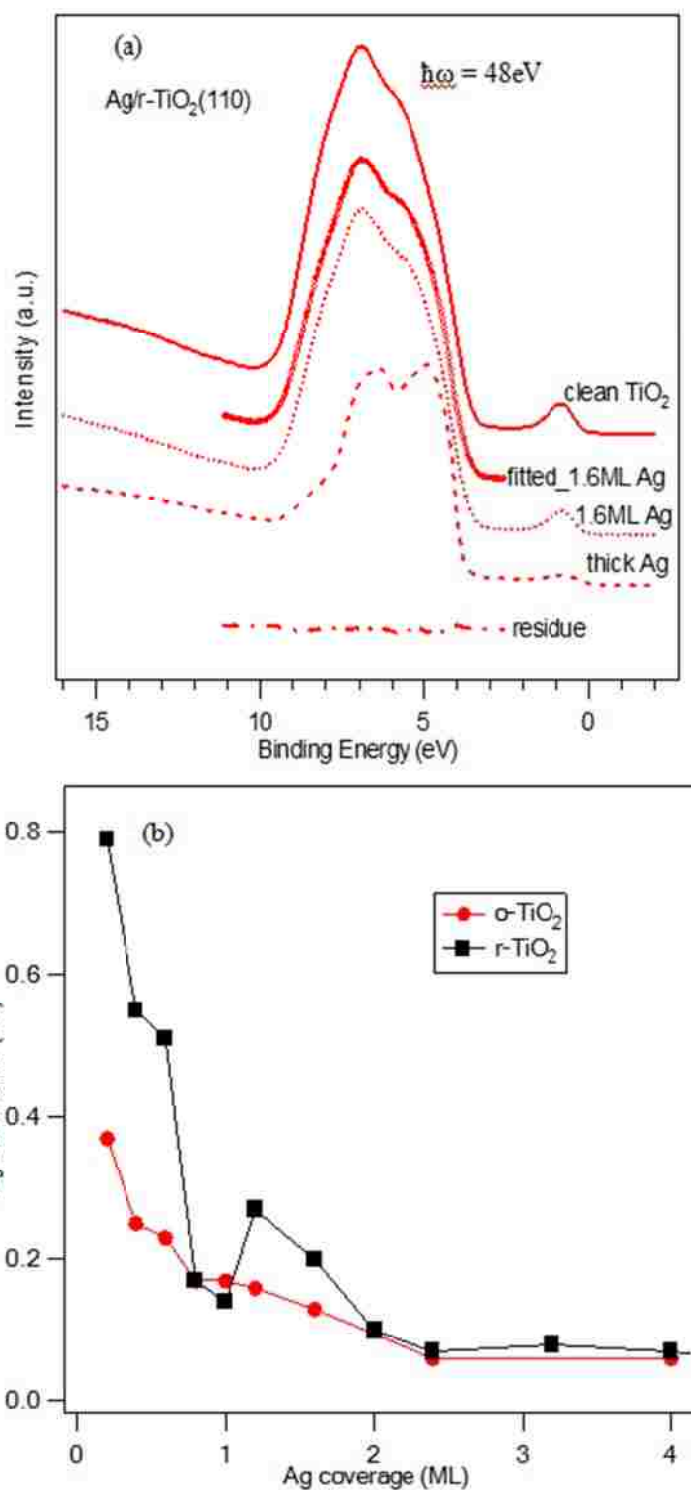 (a)
ħω = 48eV
Ag/r-TiO₂(110)
Intensity (a.u.)
clean TiO₂
fitted_1.6ML Ag
1.6ML Ag
thick Ag
residue
15 10 5 0
Binding Energy (eV)
(b)
0.8
0.6
0.4
0.2
0.0
o-TiO₂
r-TiO₂
0 1 2 3 4
Ag coverage (ML)